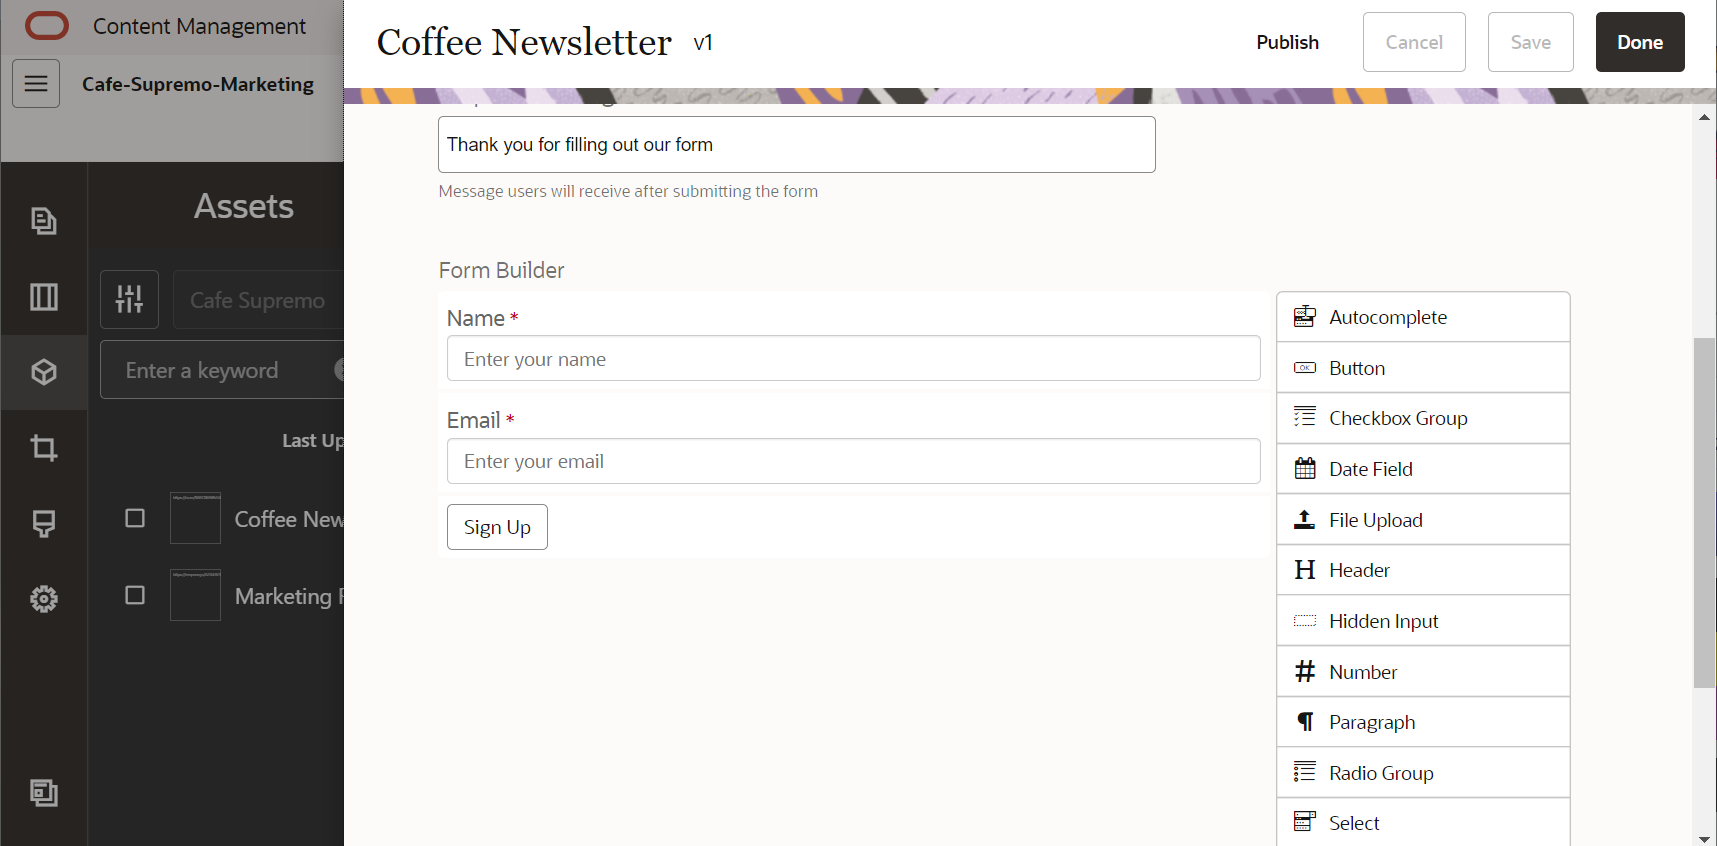 Content Management
Coffee Newsletter v1
Publish
Cancel
Save
Done
Cafe-Supremo-Marketing
Thank you for filling out our form
Message users will receive after submitting the form
Assets
Cafe Supremo
Enter a keyword
Last Up
Coffee New
Marketing F
Form Builder
Name *
Enter your name
Email *
Enter your email
Sign Up
Autocomplete
OK
Button
Checkbox Group
Date Field
File Upload
H Header
Hidden Input
# Number
¶ Paragraph
Radio Group
Select